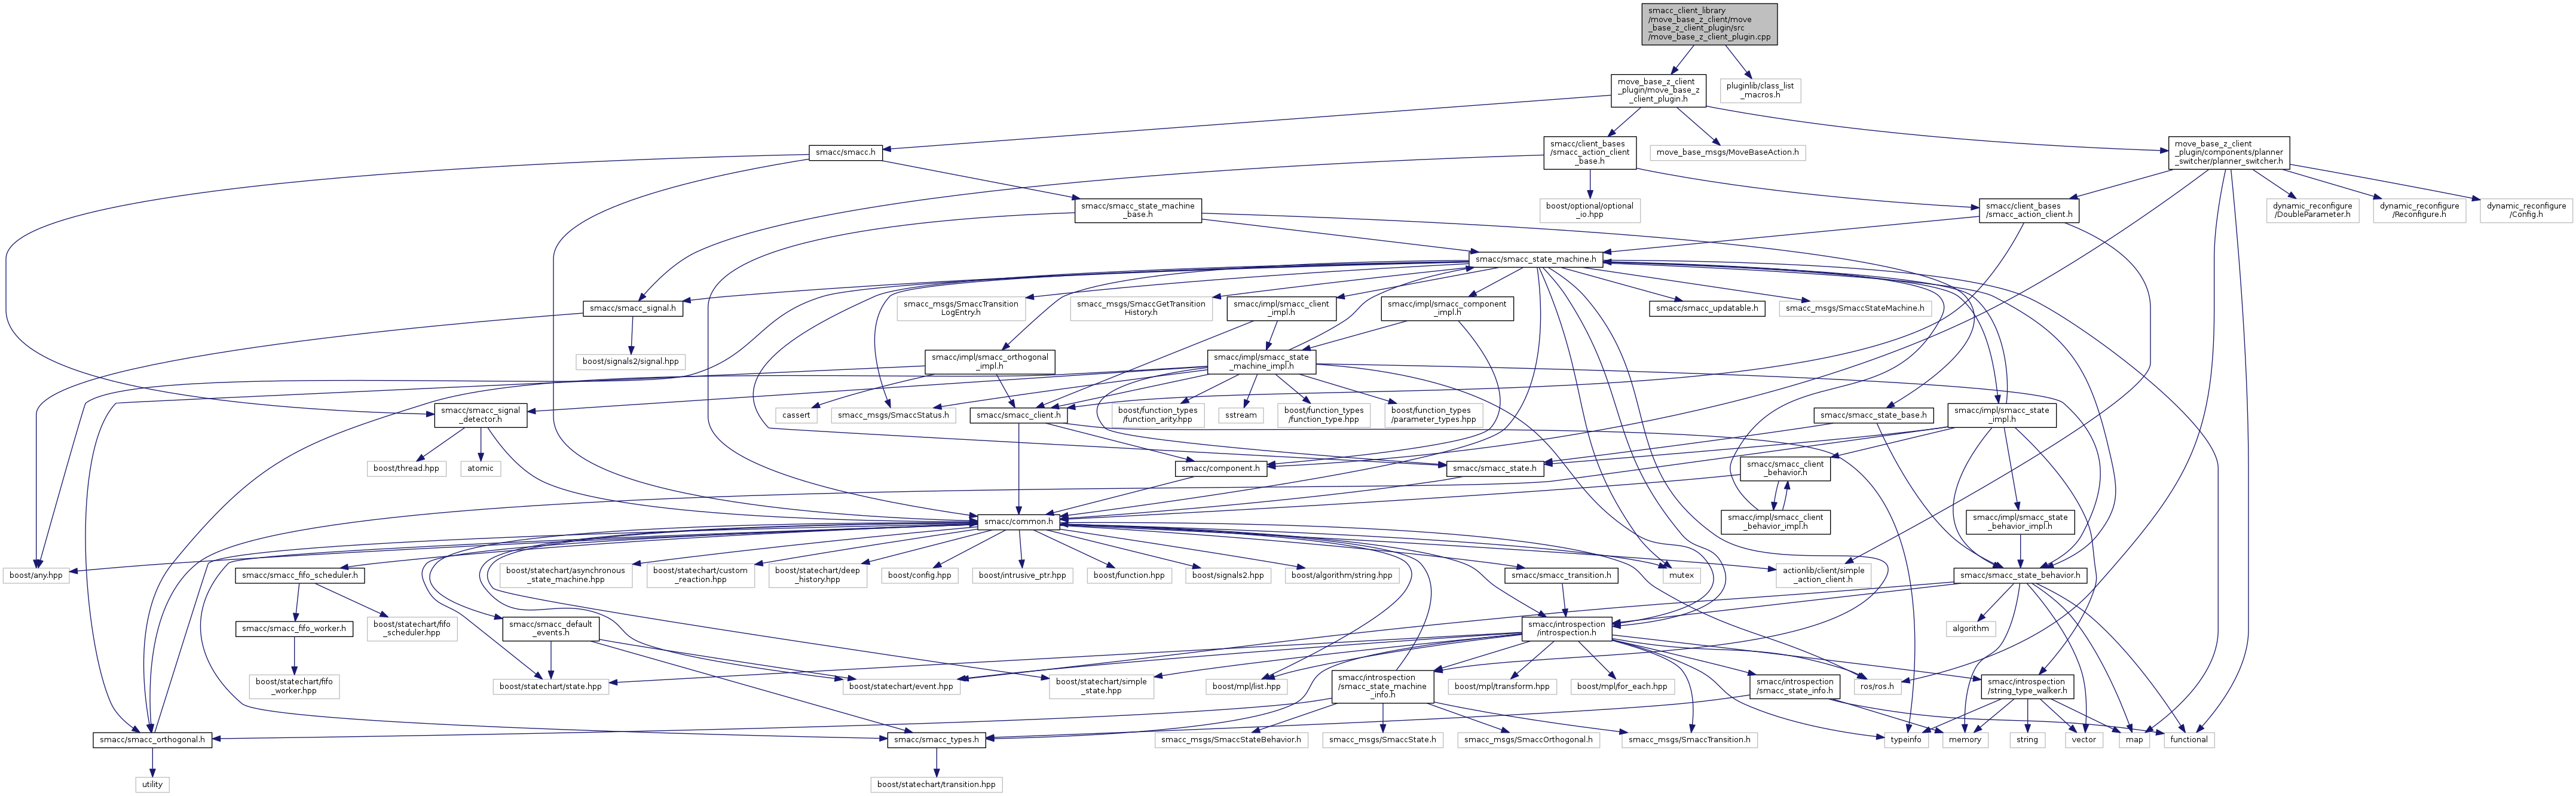 smacc_client_library
/move_base_z_client/move
_base_z_client_plugin/src
/move_base_z_client_plugin.cpp
move_base_z_client
_plugin/move_base_z
_client_plugin.h
pluginlib/class_list
_macros.h
smacc/smacc.h
smacc/client_bases
/smacc_action_client
_base.h
move_base_msgs/MoveBaseAction.h
move_base_z_client
_plugin/components/planner
_switcher/planner_switcher.h
smacc/smacc_state_machine
_base.h
boost/optional/optional
_io.hpp
smacc/client_bases
/smacc_action_client.h
dynamic_reconfigure
/DoubleParameter.h
dynamic_reconfigure
/Reconfigure.h
dynamic_reconfigure
/Config.h
smacc/smacc_state_machine.h
smacc/smacc_signal.h
smacc_msgs/SmaccTransition
LogEntry.h
smacc_msgs/SmaccGetTransition
History.h
smacc/impl/smacc_client
_impl.h
smacc/impl/smacc_component
_impl.h
smacc/smacc_updatable.h
smacc_msgs/SmaccStateMachine.h
boost/signals2/signal.hpp
smacc/impl/smacc_orthogonal
_impl.h
smacc/impl/smacc_state
_machine_impl.h
smacc/smacc_signal
_detector.h
cassert
smacc_msgs/SmaccStatus.h
smacc/smacc_client.h
boost/function_types
/function_arity.hpp
sstream
boost/function_types
/function_type.hpp
boost/function_types
/parameter_types.hpp
smacc/smacc_state_base.h
smacc/impl/smacc_state
_impl.h
boost/thread.hpp
atomic
smacc/component.h
smacc/smacc_state.h
smacc/smacc_client
_behavior.h
smacc/common.h
smacc/impl/smacc_client
_behavior_impl.h
smacc/impl/smacc_state
_behavior_impl.h
boost/any.hpp
smacc/smacc_fifo_scheduler.h
boost/statechart/asynchronous
_state_machine.hpp
boost/statechart/custom
_reaction.hpp
boost/statechart/deep
_history.hpp
boost/config.hpp
boost/intrusive_ptr.hpp
boost/function.hpp
boost/signals2.hpp
boost/algorithm/string.hpp
smacc/smacc_transition.h
mutex
actionlib/client/simple
_action_client.h
smacc/smacc_state_behavior.h
smacc/smacc_fifo_worker.h
boost/statechart/fifo
_scheduler.hpp
smacc/smacc_default
_events.h
smacc/introspection
/introspection.h
algorithm
boost/statechart/fifo
_worker.hpp
boost/statechart/state.hpp
boost/statechart/event.hpp
boost/statechart/simple
_state.hpp
boost/mpl/list.hpp
smacc/introspection
/smacc_state_machine
_info.h
boost/mpl/transform.hpp
boost/mpl/for_each.hpp
smacc/introspection
/smacc_state_info.h
ros/ros.h
smacc/introspection
/string_type_walker.h
smacc/smacc_orthogonal.h
smacc/smacc_types.h
smacc_msgs/SmaccStateBehavior.h
smacc_msgs/SmaccState.h
smacc_msgs/SmaccOrthogonal.h
smacc_msgs/SmaccTransition.h
typeinfo
memory
string
vector
map
functional
utility
boost/statechart/transition.hpp